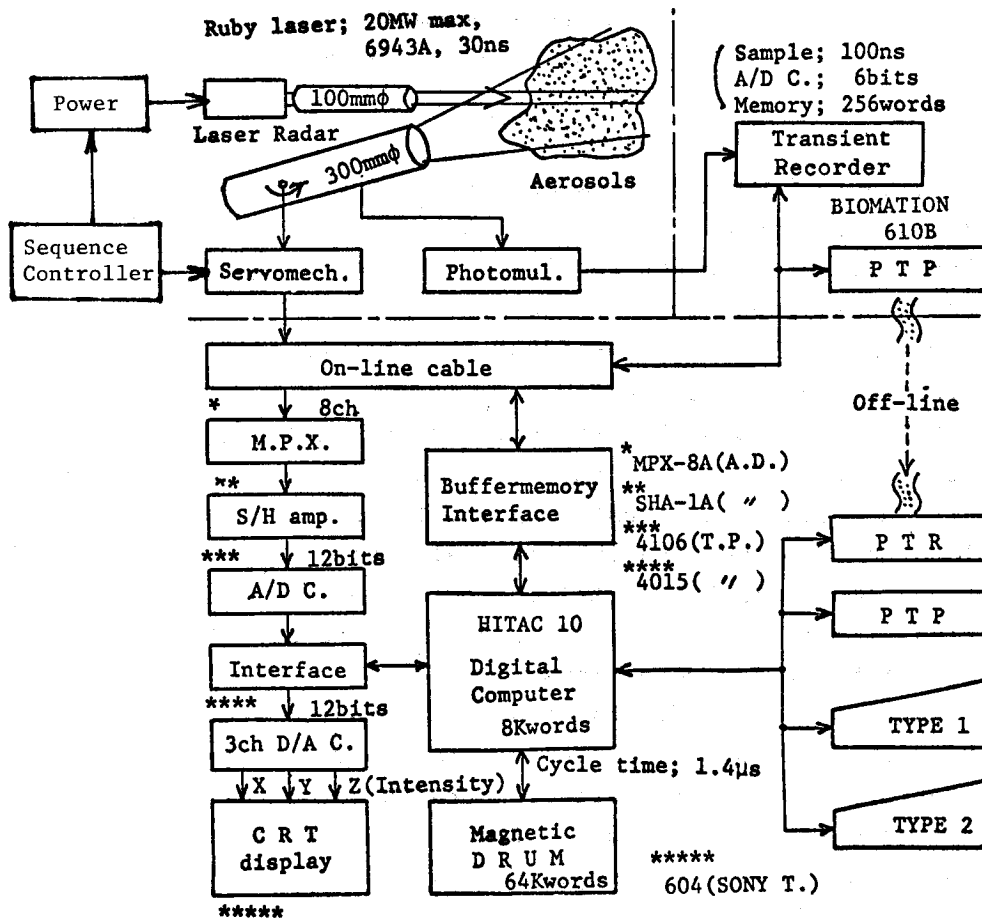 Ruby laser; 20MW max,
6943A, 30ns
Sample; 100ns
A/D C.; 6bits
Memory; 256words
Power
100mmφ
Laser Radar
300mmφ
Aerosols
Transient
Recorder
BIOMATION
610B
Sequence
Controller
Servomech.
Photomul.
P T P
On-line cable
Off-line
*
8ch
M.P.X.
**
S/H amp.
***
12bits
A/D C.
Interface
****
12bits
3ch D/A C.
X Y Z(Intensity)
C R T
display
*****
Buffermemory
Interface
HITAC 10
Digital
Computer
8Kwords
Cycle time; 1.4μs
Magnetic
D R U M
64Kwords
*MPX-8A(A.D.)
**SHA-1A( 〃 )
***4106(T.P.)
****4015( 〃 )
*****
604(SONY T.)
P T R
P T P
TYPE 1
TYPE 2